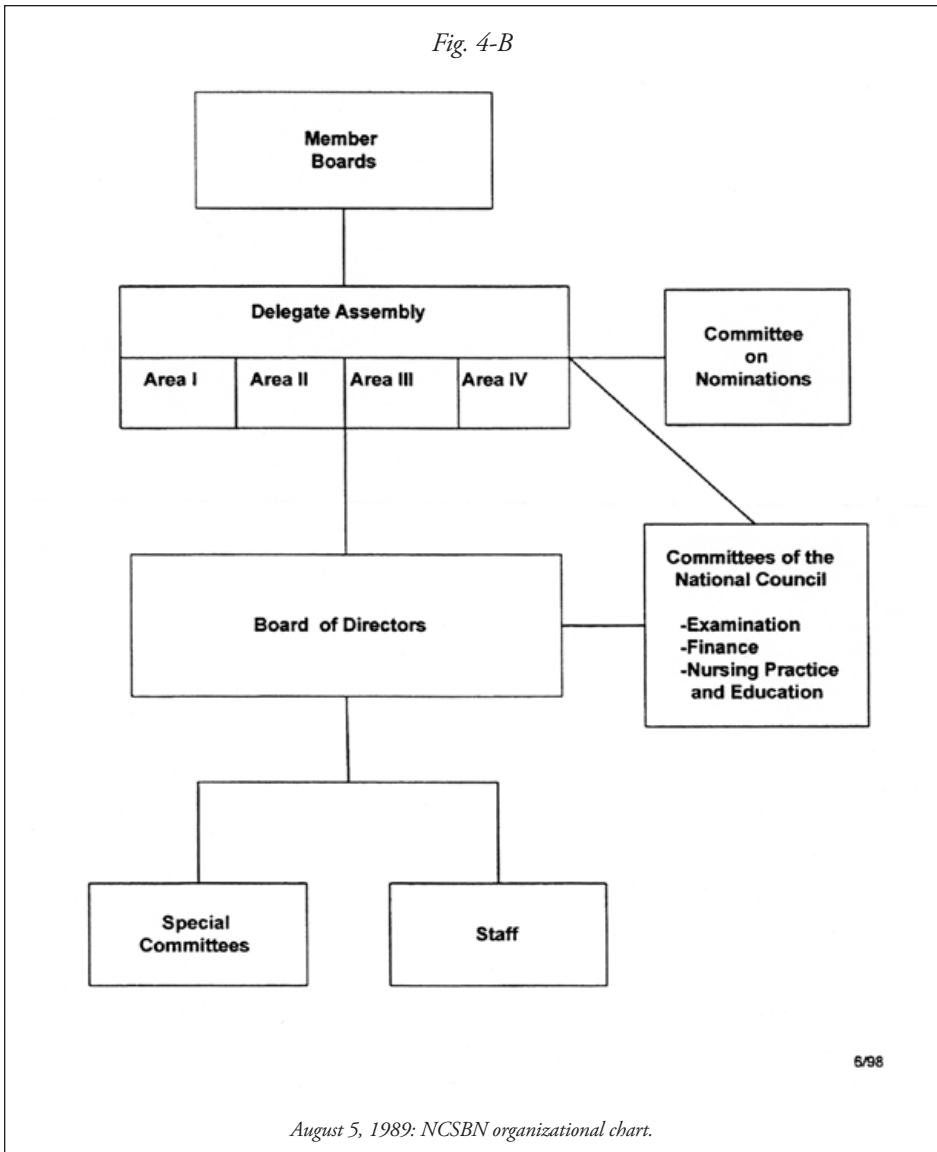 Fig. 4-B
Member
Boards
Delegate Assembly
Area I
Area II
Area III
Area IV
Committee
on
Nominations
Board of Directors
Committees of the
National Council
-Examination
-Finance
-Nursing Practice
and Education
Special
Committees
Staff
6/98
August 5, 1989: NCSBN organizational chart.